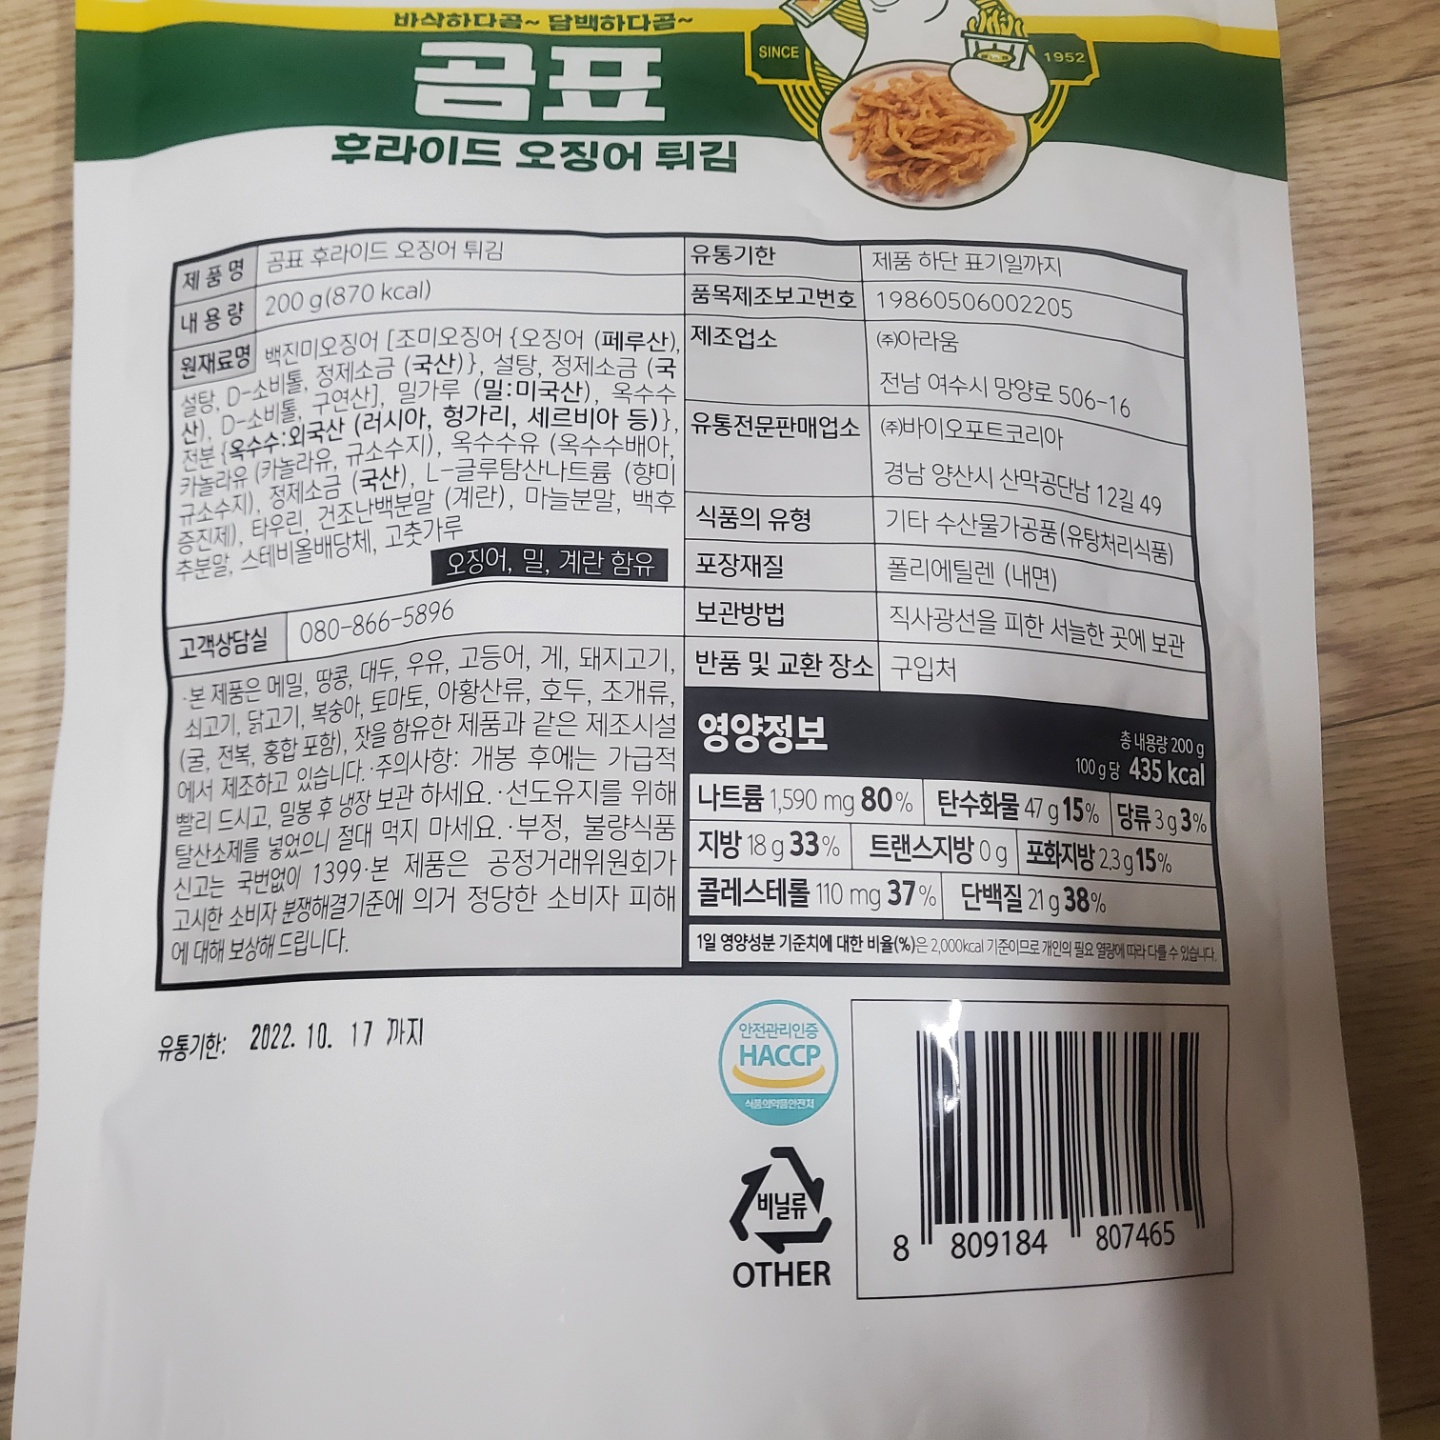 바삭하다곰~ 담백하다곰~
곰표
SINCE 1952
후라이드 오징어 튀김
제품명 곰표 후라이드 오징어 튀김
내용량 200 g(870 kcal)
원재료명 백진미오징어 [조미오징어 {오징어 (페루산),
설탕, D-소비톨, 정제소금 (국산)}, 설탕, 정제소금 (국
산), D-소비톨, 구연산], 밀가루 (밀:미국산), 옥수수
전분 {옥수수:외국산 (러시아, 헝가리, 세르비아 등)},
카놀라유 (카놀라유, 규소수지), 옥수수유 (옥수수배아,
규소수지), 정제소금 (국산), L-글루탐산나트륨 (향미
증진제), 타우린, 건조난백분말 (계란), 마늘분말, 백후
추분말, 스테비올배당체, 고춧가루
오징어, 밀, 계란 함유
고객상담실 080-866-5896
·본 제품은 메밀, 땅콩, 대두, 우유, 고등어, 게, 돼지고기,
쇠고기, 닭고기, 복숭아, 토마토, 아황산류, 호두, 조개류,
(굴, 전복, 홍합 포함), 잣을 함유한 제품과 같은 제조시설
에서 제조하고 있습니다. ·주의사항: 개봉 후에는 가급적
빨리 드시고, 밀봉 후 냉장 보관 하세요. ·선도유지를 위해
탈산소제를 넣었으니 절대 먹지 마세요. ·부정, 불량식품
신고는 국번없이 1399·본 제품은 공정거래위원회가
고시한 소비자 분쟁해결기준에 의거 정당한 소비자 피해
에 대해 보상해 드립니다.
유통기한 제품 하단 표기일까지
품목제조보고번호 19860506002205
제조업소 ㈜아라움
전남 여수시 망양로 506-16
유통전문판매업소 ㈜바이오포트코리아
경남 양산시 산막공단남 12길 49
식품의 유형 기타 수산물가공품(유탕처리식품)
포장재질 폴리에틸렌 (내면)
보관방법 직사광선을 피한 서늘한 곳에 보관
반품 및 교환 장소 구입처
영양정보 총 내용량 200 g
100 g 당 435 kcal
나트륨 1,590 mg 80% 탄수화물 47 g 15% 당류 3 g 3%
지방 18 g 33% 트랜스지방 0 g 포화지방 2.3 g 15%
콜레스테롤 110 mg 37% 단백질 21 g 38%
1일 영양성분 기준치에 대한 비율(%)은 2,000kcal 기준이므로 개인의 필요 열량에 따라 다를 수 있습니다.
유통기한: 2022. 10. 17 까지
안전관리인증
HACCP
식품의약품안전처
비닐류
OTHER
8 809184 807465